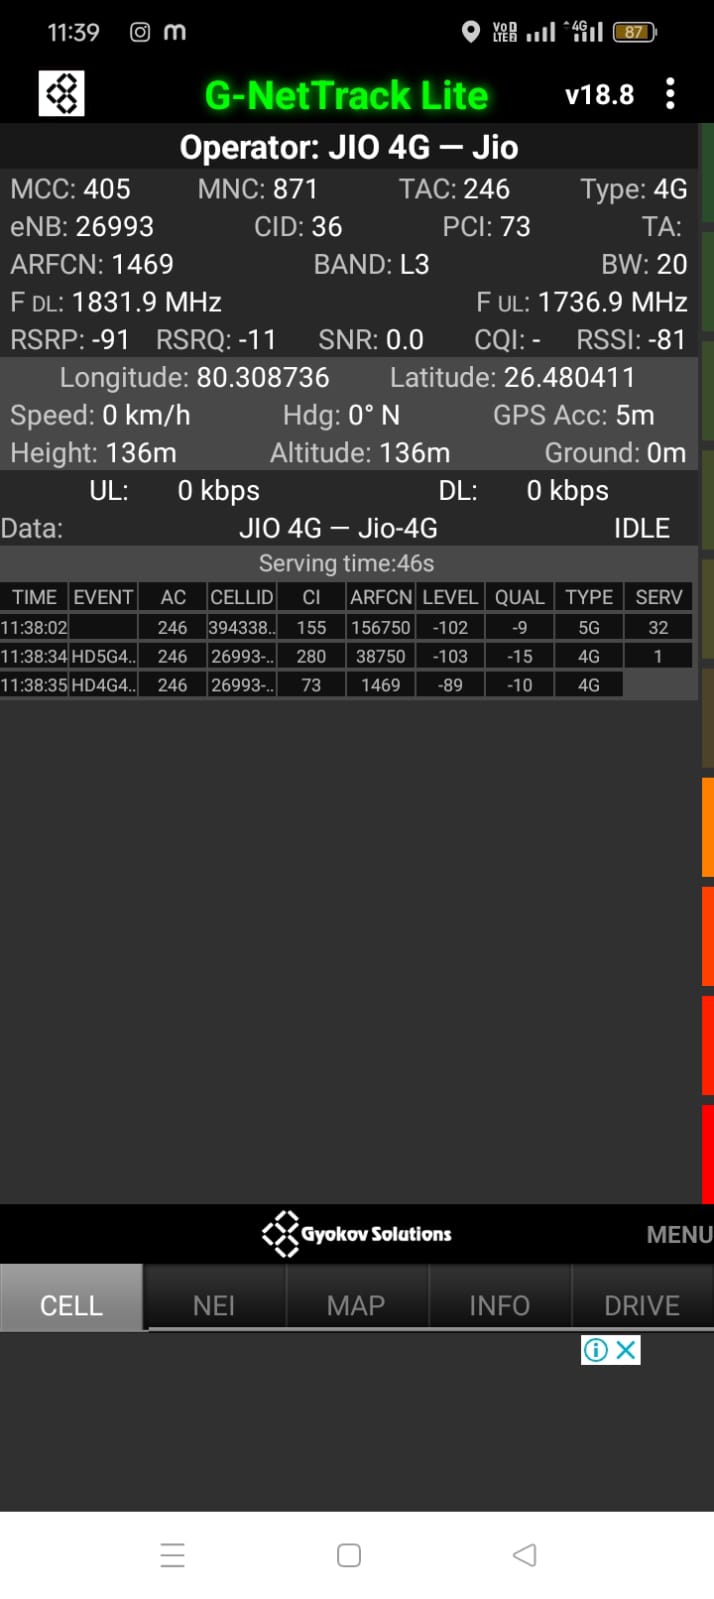 11:39 m VoD LTE2 4G 87
G-NetTrack Lite v18.8
Operator: JIO 4G — Jio
MCC: 405 MNC: 871 TAC: 246 Type: 4G
eNB: 26993 CID: 36 PCI: 73 TA:
ARFCN: 1469 BAND: L3 BW: 20
F DL: 1831.9 MHz F UL: 1736.9 MHz
RSRP: -91 RSRQ: -11 SNR: 0.0 CQI: - RSSI: -81
Longitude: 80.308736 Latitude: 26.480411
Speed: 0 km/h Hdg: 0° N GPS Acc: 5m
Height: 136m Altitude: 136m Ground: 0m
UL: 0 kbps DL: 0 kbps
Data: JIO 4G — Jio-4G IDLE
Serving time:46s
TIME EVENT AC CELLID CI ARFCN LEVEL QUAL TYPE SERV
11:38:02 246 394338.. 155 156750 -102 -9 5G 32
11:38:34 HD5G4.. 246 26993-.. 280 38750 -103 -15 4G 1
11:38:35 HD4G4.. 246 26993-.. 73 1469 -89 -10 4G
Gyokov Solutions MENU
CELL NEI MAP INFO DRIVE